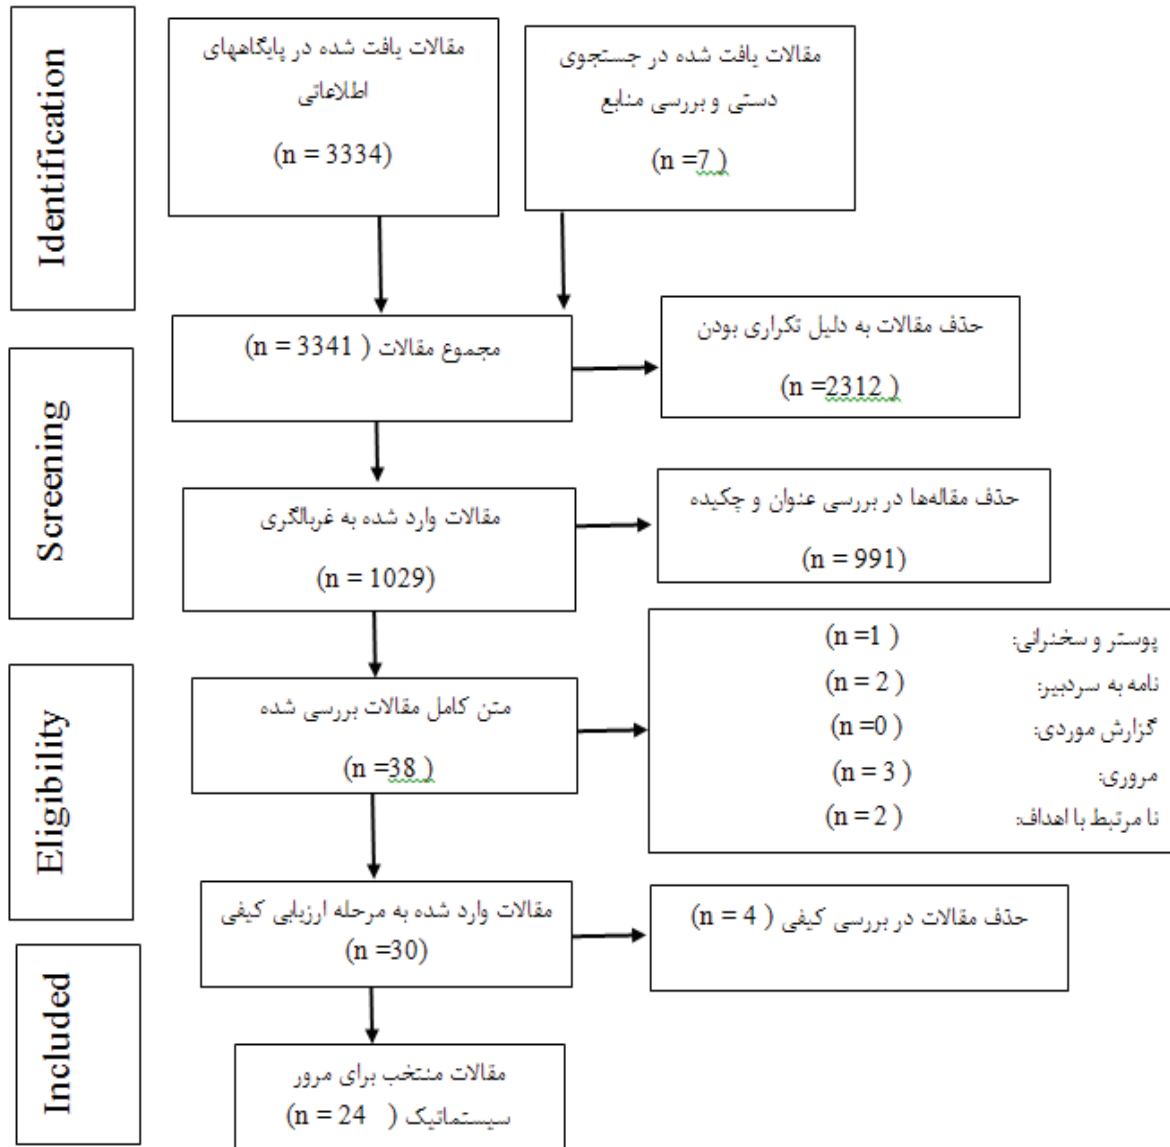 Identification
مقالات یافت شده در پایگاههای
اطلاعاتی
(n = 3334)
مقالات یافت شده در جستجوی
دستی و بررسی منابع
(n =7 )
مجموع مقالات (n = 3341 )
حذف مقالات به دلیل تکراری بودن
(n =2312 )
Screening
مقالات وارد شده به غربالگری
(n = 1029)
حذف مقاله‌ها در بررسی عنوان و چکیده
(n = 991)
Eligibility
متن کامل مقالات بررسی شده
(n =38 )
پوستر و سخنرانی: (n =1 )
نامه به سردبیر: (n = 2 )
گزارش موردی: (n =0 )
مروری: (n = 3 )
نا مرتبط با اهداف: (n = 2 )
مقالات وارد شده به مرحله ارزیابی کیفی
(n =30)
حذف مقالات در بررسی کیفی (n = 4 )
Included
مقالات منتخب برای مرور
سیستماتیک (n = 24 )